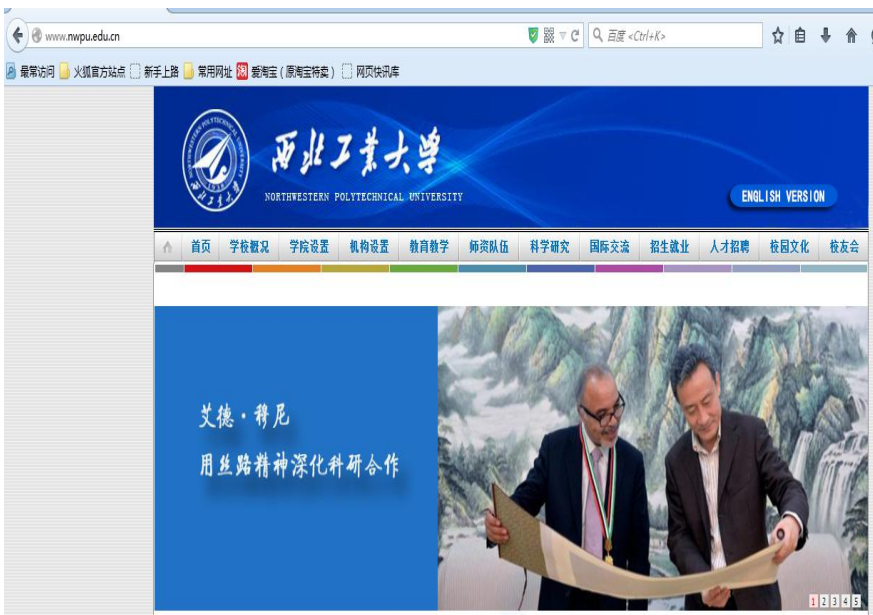 www.nwpu.edu.cn
百度 <Ctrl+K>
最常访问 火狐官方站点 新手上路 常用网址 淘 爱淘宝（原淘宝特卖） 网页快讯库
西北工业大学
NORTHWESTERN POLYTECHNICAL UNIVERSITY
ENGLISH VERSION
首页 学校概况 学院设置 机构设置 教育教学 师资队伍 科学研究 国际交流 招生就业 人才招聘 校园文化 校友会
艾德·穆尼
用丝路精神深化科研合作
1 2 3 4 5